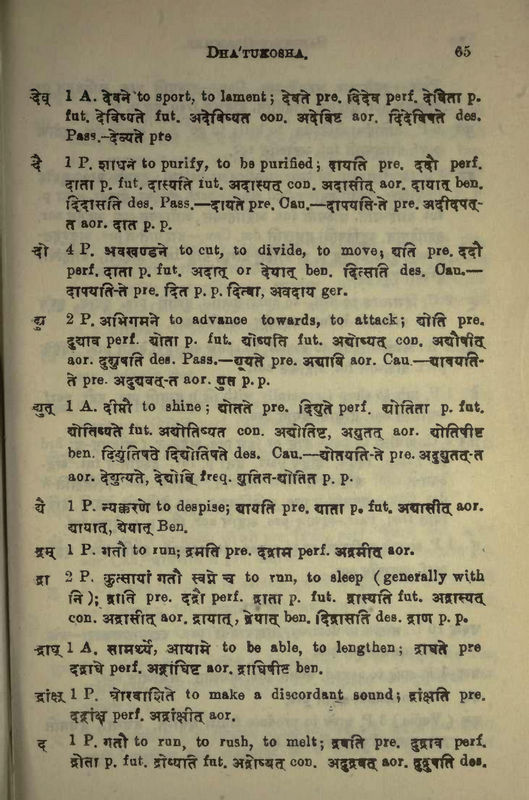 DHA'TUKOSHA. 65
देव् 1 A. देवने to sport, to lament; देवते pre. दिदेव perf. देविता p.
fut. देविष्यते fut. अदेविष्यत con. अदेविष्ट aor. दिदेविषते des.
Pass.—देव्यते pre
दै 1 P. शोधने to purify, to be purified; दायति pre. ददौ perf.
दाता p. fut. दास्यति fut. अदास्यत् con. अदासीत् aor. दायात् ben.
दिदासति des. Pass.—दायते pre. Cau.—दापयति-ते pre. अदीदपत्-
त aor. दात p. p.
दो 4 P. अवखण्डने to cut, to divide, to move; द्यति pre. ददौ
perf. दाता p. fut. अदात् or देयात् ben. दित्सति des. Cau.—
दापयति-ते pre. दित p. p. दित्वा, अवदाय ger.
द्यु 2 P. अभिगमने to advance towards, to attack; द्यौति pre.
दुद्याव perf. द्योता p. fut. द्योष्यति fut. अद्योष्यत् con. अद्यौषीत्
aor. दुद्यूषति des. Pass—द्यूयते pre. अद्यावि aor. Cau.—द्यावयति-
ते pre. अदुद्यवत्-त aor. p. p.
द्युत् 1 A. दीप्तौ to shine; द्योतते pre. दिद्युते perf. द्योतिता p. fut.
द्योतिष्यते fut. अद्योतिष्यत con. अद्योतिष्ट, अद्युतत् aor. द्योतिषीष्ट
ben. दिद्युतिषते दिद्योतिषते des. Cau.—द्योतयति-ते pre. अदुद्युतत्-त
aor. देद्युत्यते, देद्योत्ति freq. द्युतित-द्योतित p. p.
द्यै 1 P. न्यक्करणे to despise; द्यायति pre. द्याता p. fut. अद्यासीत् aor.
द्यायात्, द्येयात् Ben.
द्रम् 1 P. गतौ to run; द्रमति pre. दद्राम perf. अद्रमीत् aor.
द्रा 2 P. कुत्सायां गतौ स्वप्ने च to run, to sleep (generally with
नि); द्राति pre. दद्रौ perf. द्राता p. fut. द्रास्यति fut. अद्रास्यत्
con. अद्रासीत् aor. द्रायात्, द्रेयात् ben. दिद्रासति des. द्राण p. p.
द्राघ् 1 A. सामर्थ्ये, आयामे to be able, to lengthen; द्राघते pre
दद्राघे perf. अद्राघिष्ट aor. द्राघिषीष्ट ben.
द्रांक्ष् 1 P. घोरवाशिते to make a discordant sound; द्रांक्षति pre.
दद्रांक्ष perf. अद्रांक्षीत् aor.
द्रु 1 P. गतौ to run, to rush, to melt; द्रवति pre. दुद्राव perf.
द्रोता p. fut. द्रोष्यति fut. अद्रोष्यत् con. अदुद्रुवत् aor. दुद्रूषति des.